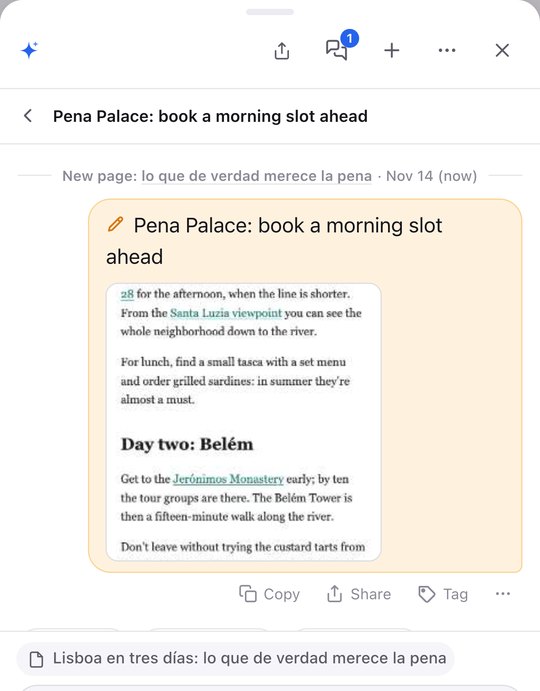 1
Pena Palace: book a morning slot ahead
New page: lo que de verdad merece la pena · Nov 14 (now)
Pena Palace: book a morning slot
ahead
28 for the afternoon, when the line is shorter.
From the Santa Luzia viewpoint you can see the
whole neighborhood down to the river.
For lunch, find a small tasca with a set menu
and order grilled sardines: in summer they're
almost a must.
Day two: Belém
Get to the Jerónimos Monastery early; by ten
the tour groups are there. The Belém Tower is
then a fifteen-minute walk along the river.
Don't leave without trying the custard tarts from
Copy Share Tag
Lisboa en tres días: lo que de verdad merece la pena